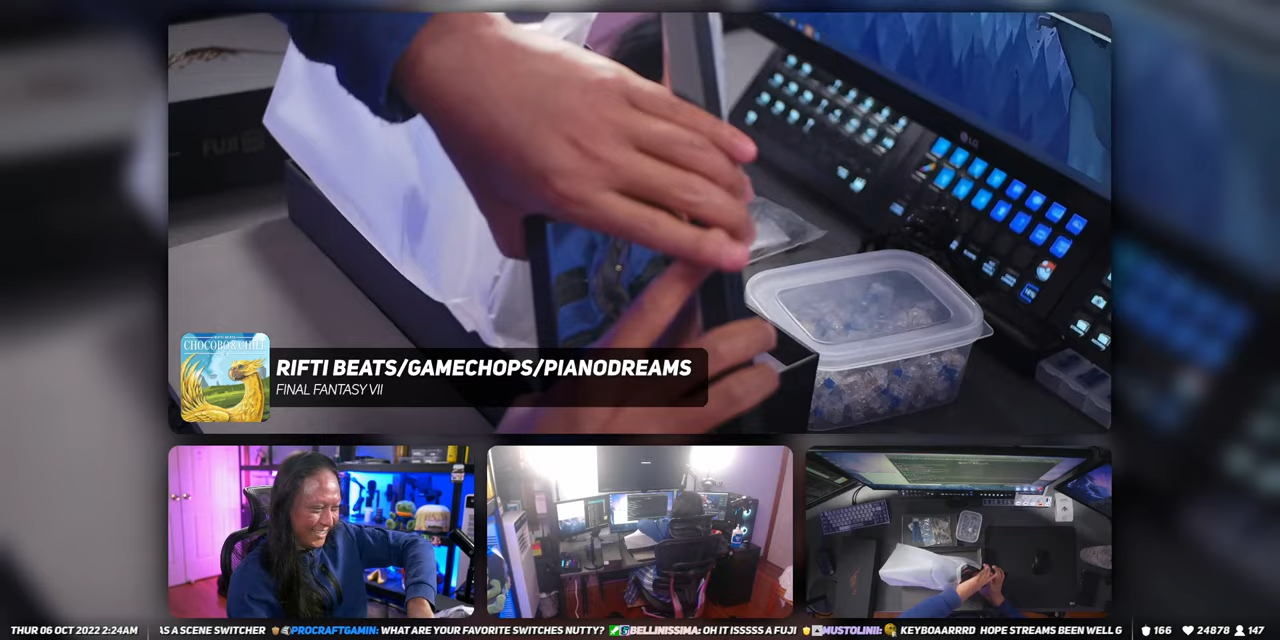 FUJI
LG
CHOCOBO & CHILL
RIFTI BEATS/GAMECHOPS/PIANODREAMS
FINAL FANTASY VII
THUR 06 OCT 2022 2:24AM
AS A SCENE SWITCHER PROCRAFTGAMIN: WHAT ARE YOUR FAVORITE SWITCHES NUTTY? BELLINISSIMA: OH IT ISSSSS A FUJI MUSTOLINII: KEYBOAARRRD HOPE STREAMS BEEN WELL G
166 24878 147